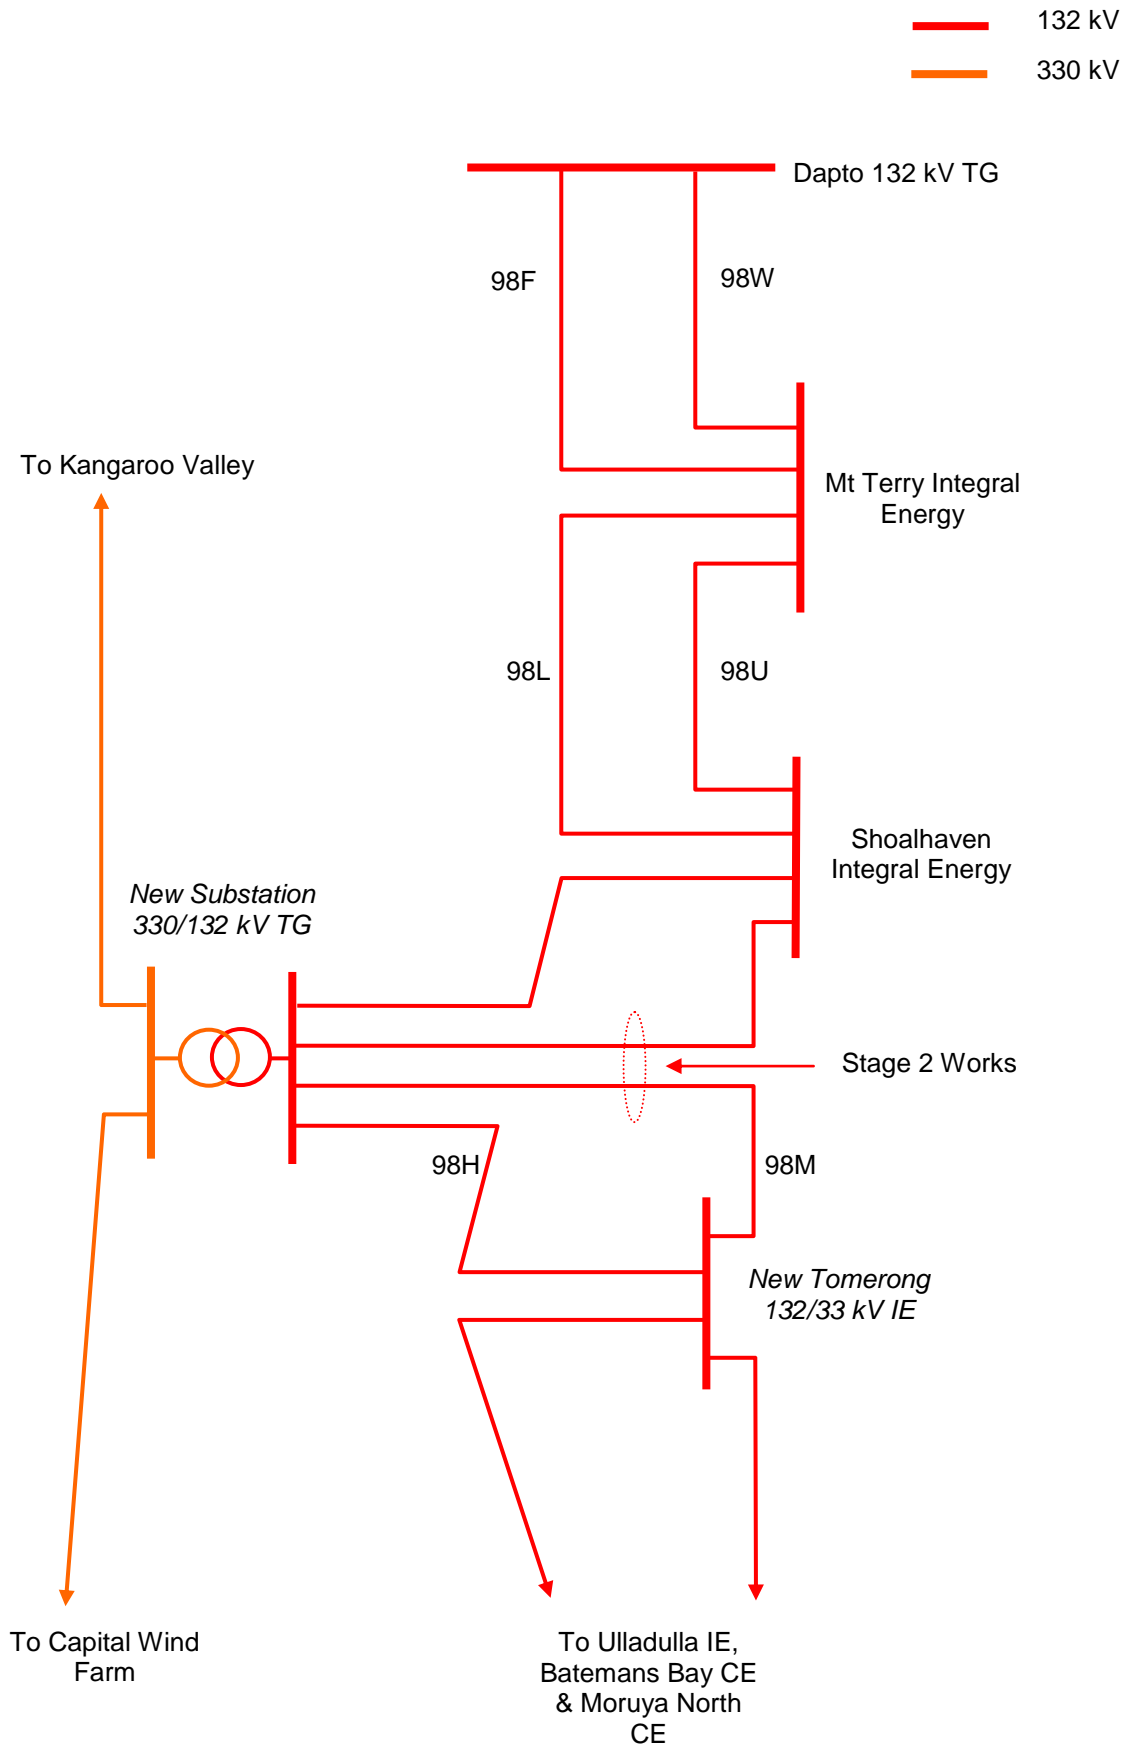 132 kV
330 kV
Dapto 132 kV TG
98F
98W
To Kangaroo Valley
Mt Terry Integral
Energy
98L
98U
Shoalhaven
Integral Energy
New Substation
330/132 kV TG
Stage 2 Works
98H
98M
New Tomerong
132/33 kV IE
To Capital Wind
Farm
To Ulladulla IE,
Batemans Bay CE
& Moruya North
CE